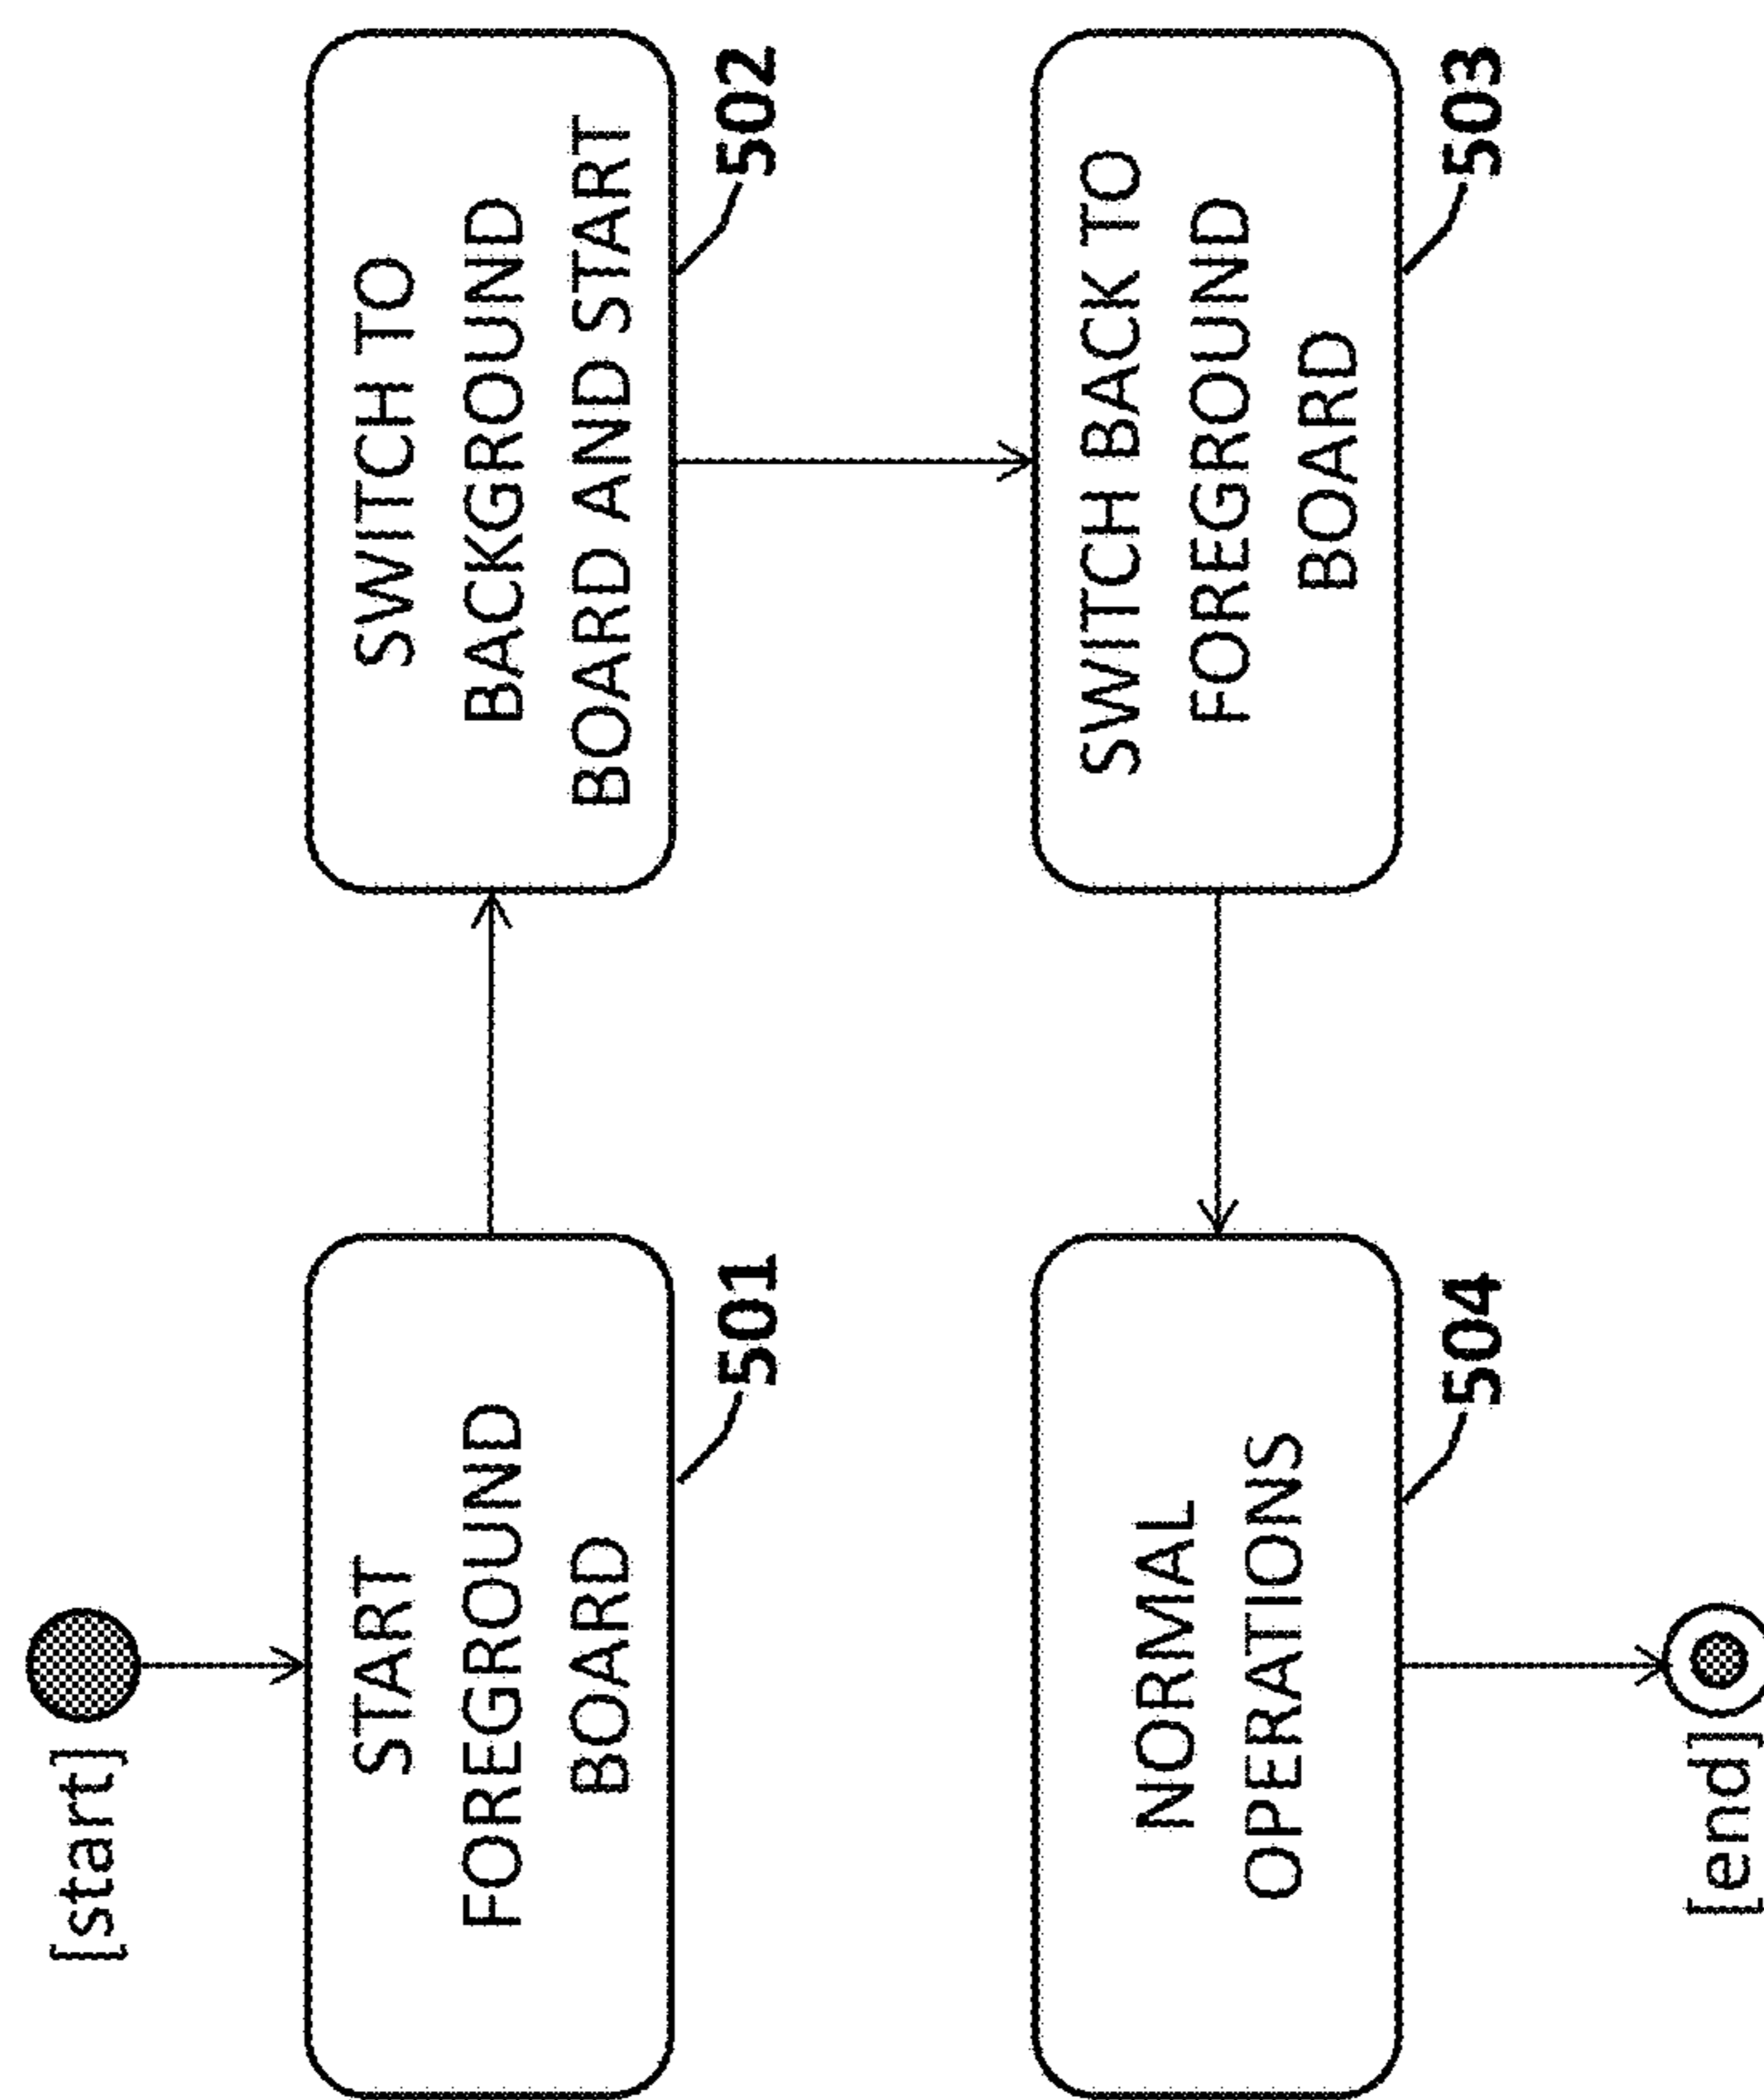 [start]
START
FOREGROUND
BOARD
501
SWITCH TO
BACKGROUND
BOARD AND START
502
SWITCH BACK TO
FOREGROUND
BOARD
503
NORMAL
OPERATIONS
504
[end]